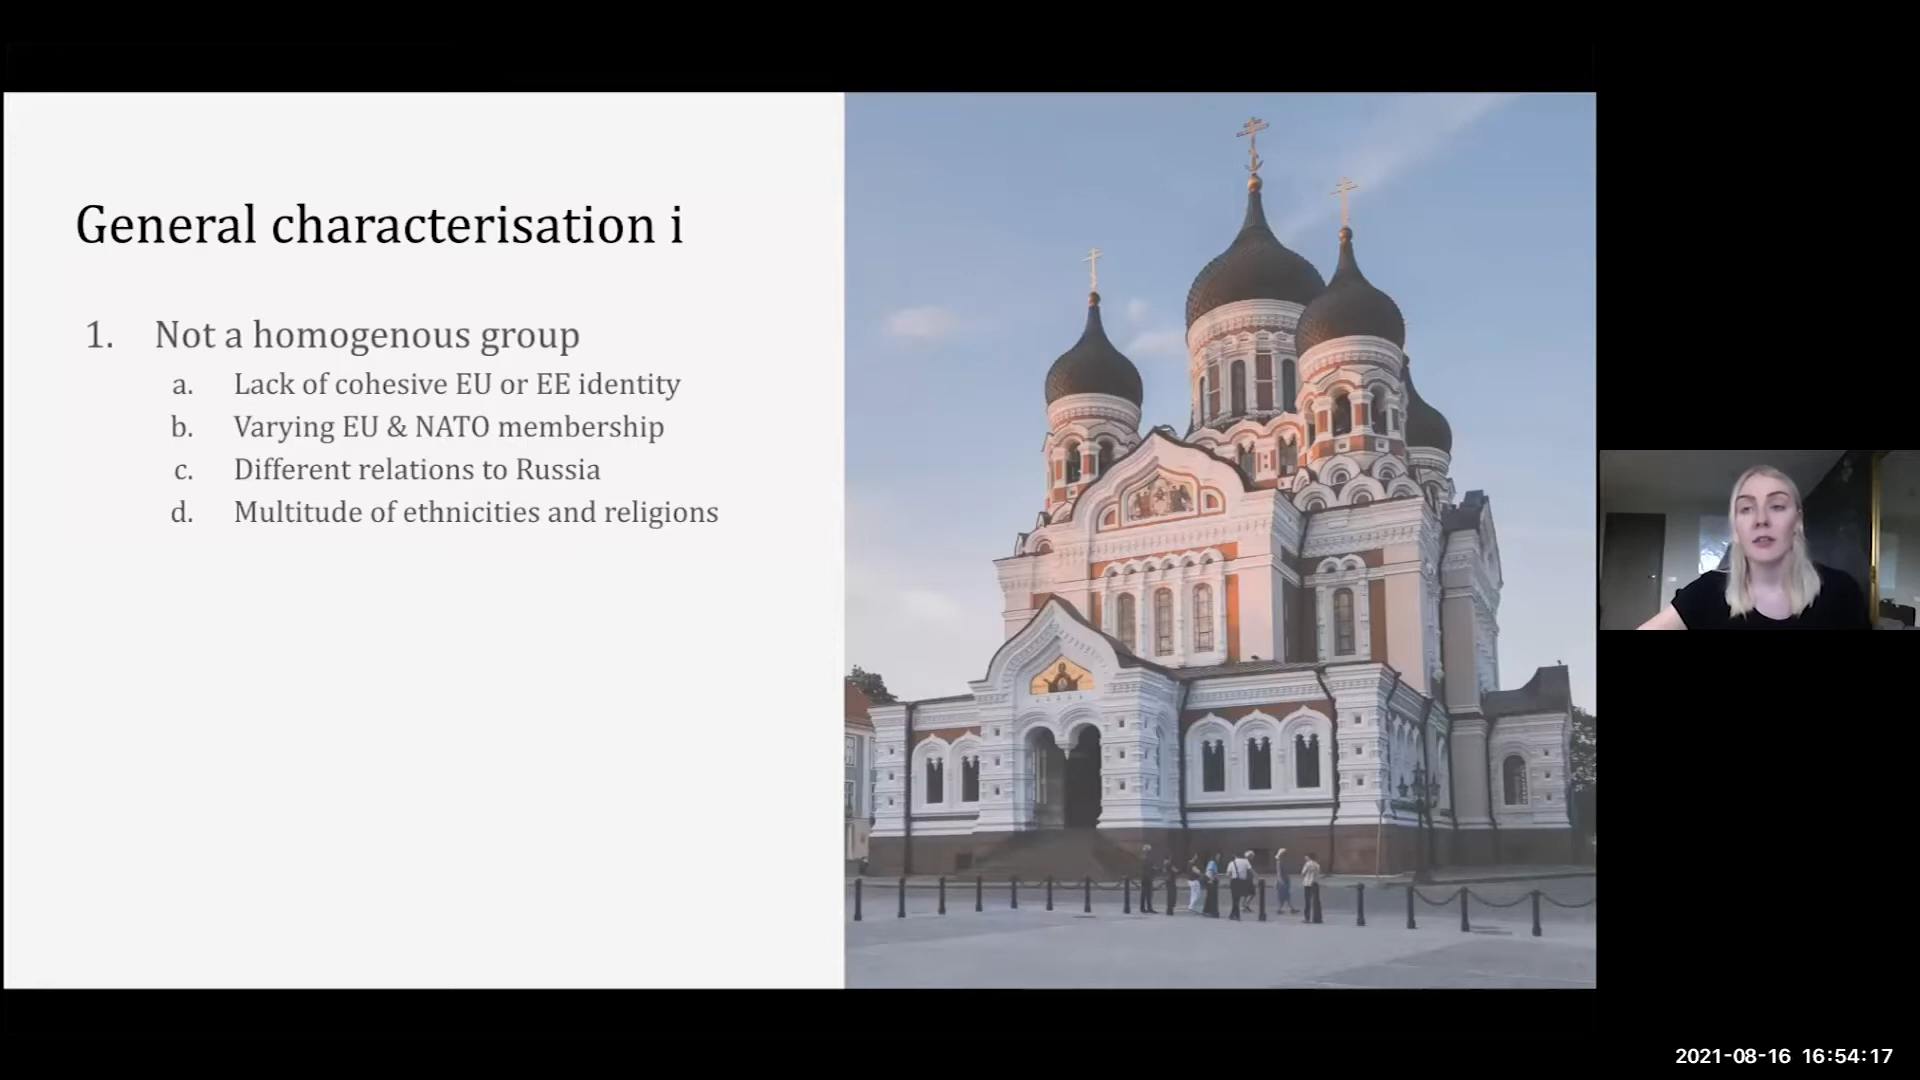 General characterisation i
1. Not a homogenous group
a. Lack of cohesive EU or EE identity
b. Varying EU & NATO membership
c. Different relations to Russia
d. Multitude of ethnicities and religions
2021-08-16 16:54:17